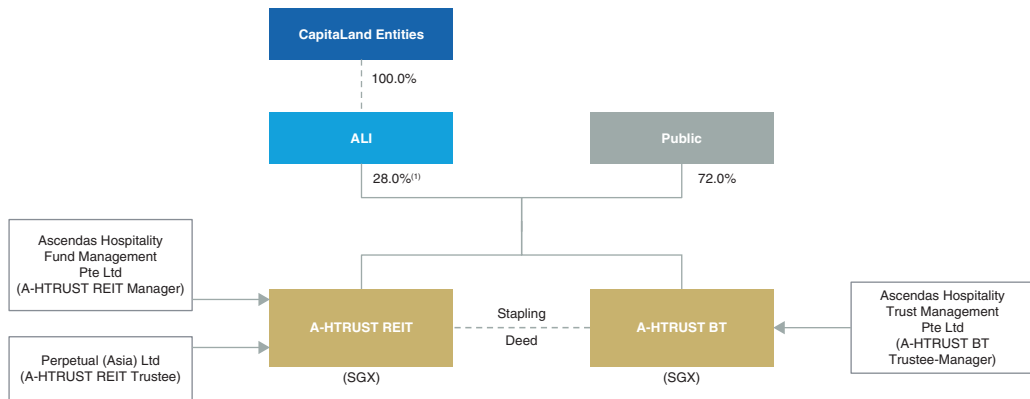 CapitaLand Entities
100.0%
ALI
Public
28.0%(1)
72.0%
Ascendas Hospitality
Fund Management
Pte Ltd
(A-HTRUST REIT Manager)
Perpetual (Asia) Ltd
(A-HTRUST REIT Trustee)
A-HTRUST REIT
(SGX)
Stapling
Deed
A-HTRUST BT
(SGX)
Ascendas Hospitality
Trust Management
Pte Ltd
(A-HTRUST BT
Trustee-Manager)